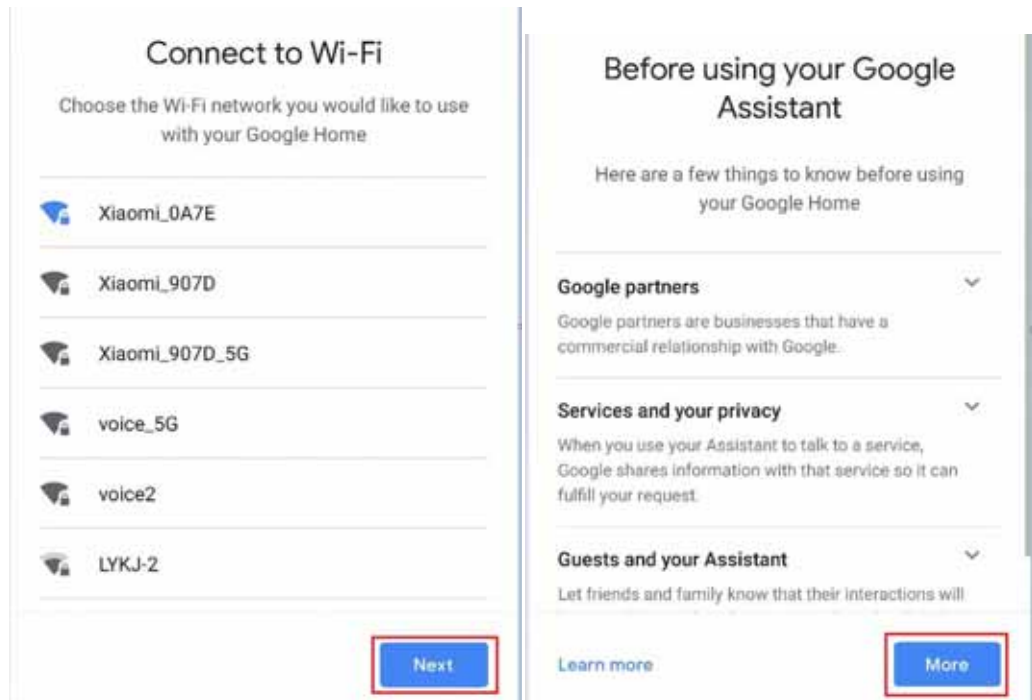 Connect to Wi-Fi
Choose the Wi-Fi network you would like to use
with your Google Home
Xiaomi_0A7E
Xiaomi_907D
Xiaomi_907D_5G
voice_5G
voice2
LYKJ-2
Next
Before using your Google
Assistant
Here are a few things to know before using
your Google Home
Google partners
Google partners are businesses that have a
commercial relationship with Google.
Services and your privacy
When you use your Assistant to talk to a service,
Google shares information with that service so it can
fulfill your request.
Guests and your Assistant
Let friends and family know that their interactions will
Learn more
More